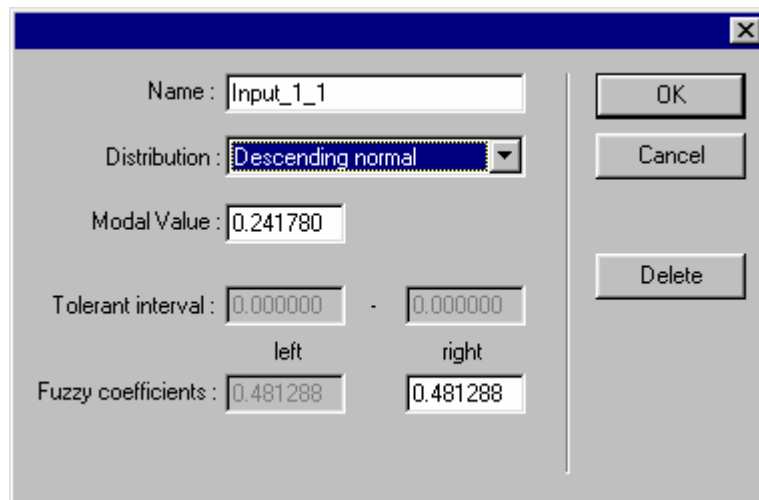 Name : Input_1_1
OK
Distribution : Descending normal
Cancel
Modal Value : 0.241780
Delete
Tolerant interval : 0.000000 - 0.000000
left right
Fuzzy coefficients : 0.481288 0.481288